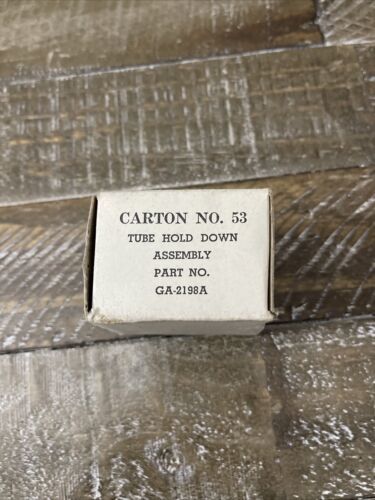 CARTON NO. 53
TUBE HOLD DOWN
ASSEMBLY
PART NO.
GA-2198A